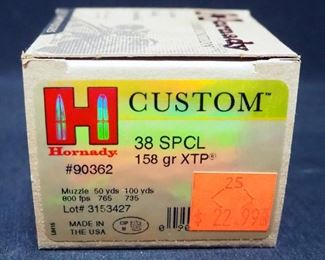 Hornady
H
CUSTOM™
Hornady
38 SPCL
158 gr XTP®
#90362
Muzzle 50 yds 100 yds
800 fps 765 735
Lot# 3153427
MADE IN
THE USA
25
$ 22.99